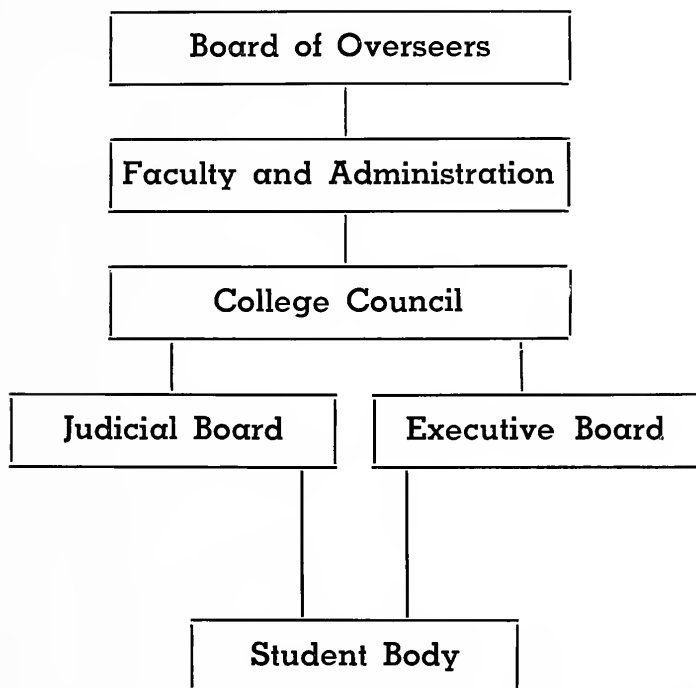 Board of Overseers
Faculty and Administration
College Council
Judicial Board
Executive Board
Student Body